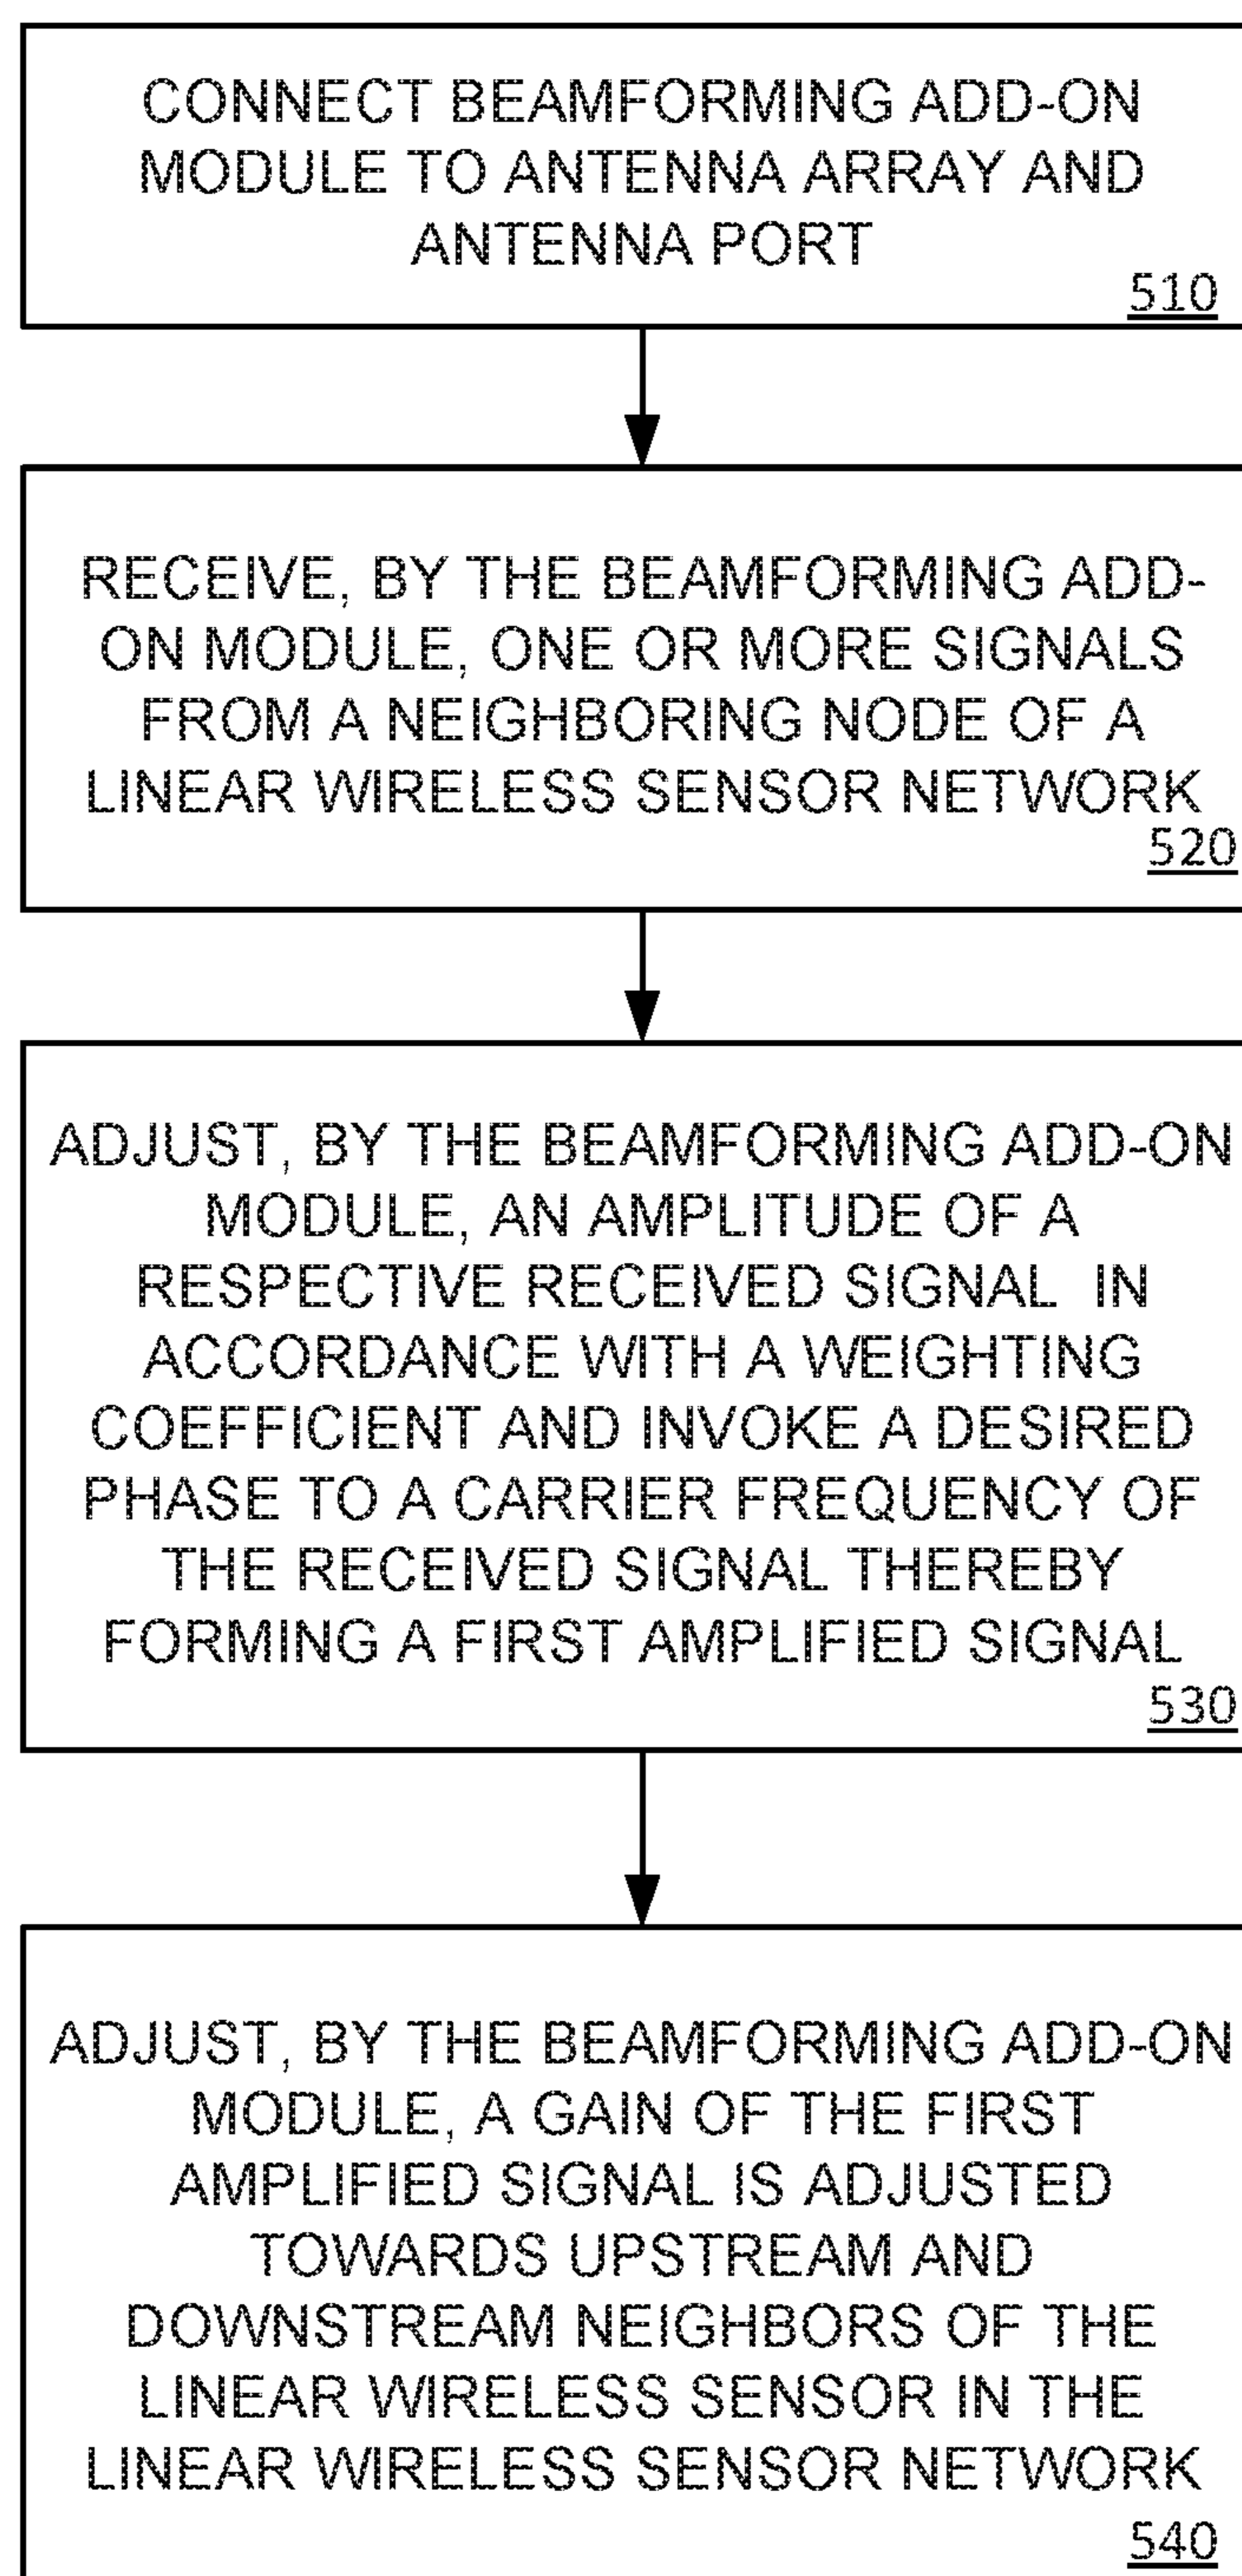 CONNECT BEAMFORMING ADD-ON
MODULE TO ANTENNA ARRAY AND
ANTENNA PORT
510
RECEIVE, BY THE BEAMFORMING ADD-
ON MODULE, ONE OR MORE SIGNALS
FROM A NEIGHBORING NODE OF A
LINEAR WIRELESS SENSOR NETWORK
520
ADJUST, BY THE BEAMFORMING ADD-ON
MODULE, AN AMPLITUDE OF A
RESPECTIVE RECEIVED SIGNAL IN
ACCORDANCE WITH A WEIGHTING
COEFFICIENT AND INVOKE A DESIRED
PHASE TO A CARRIER FREQUENCY OF
THE RECEIVED SIGNAL THEREBY
FORMING A FIRST AMPLIFIED SIGNAL
530
ADJUST, BY THE BEAMFORMING ADD-ON
MODULE, A GAIN OF THE FIRST
AMPLIFIED SIGNAL IS ADJUSTED
TOWARDS UPSTREAM AND
DOWNSTREAM NEIGHBORS OF THE
LINEAR WIRELESS SENSOR IN THE
LINEAR WIRELESS SENSOR NETWORK
540